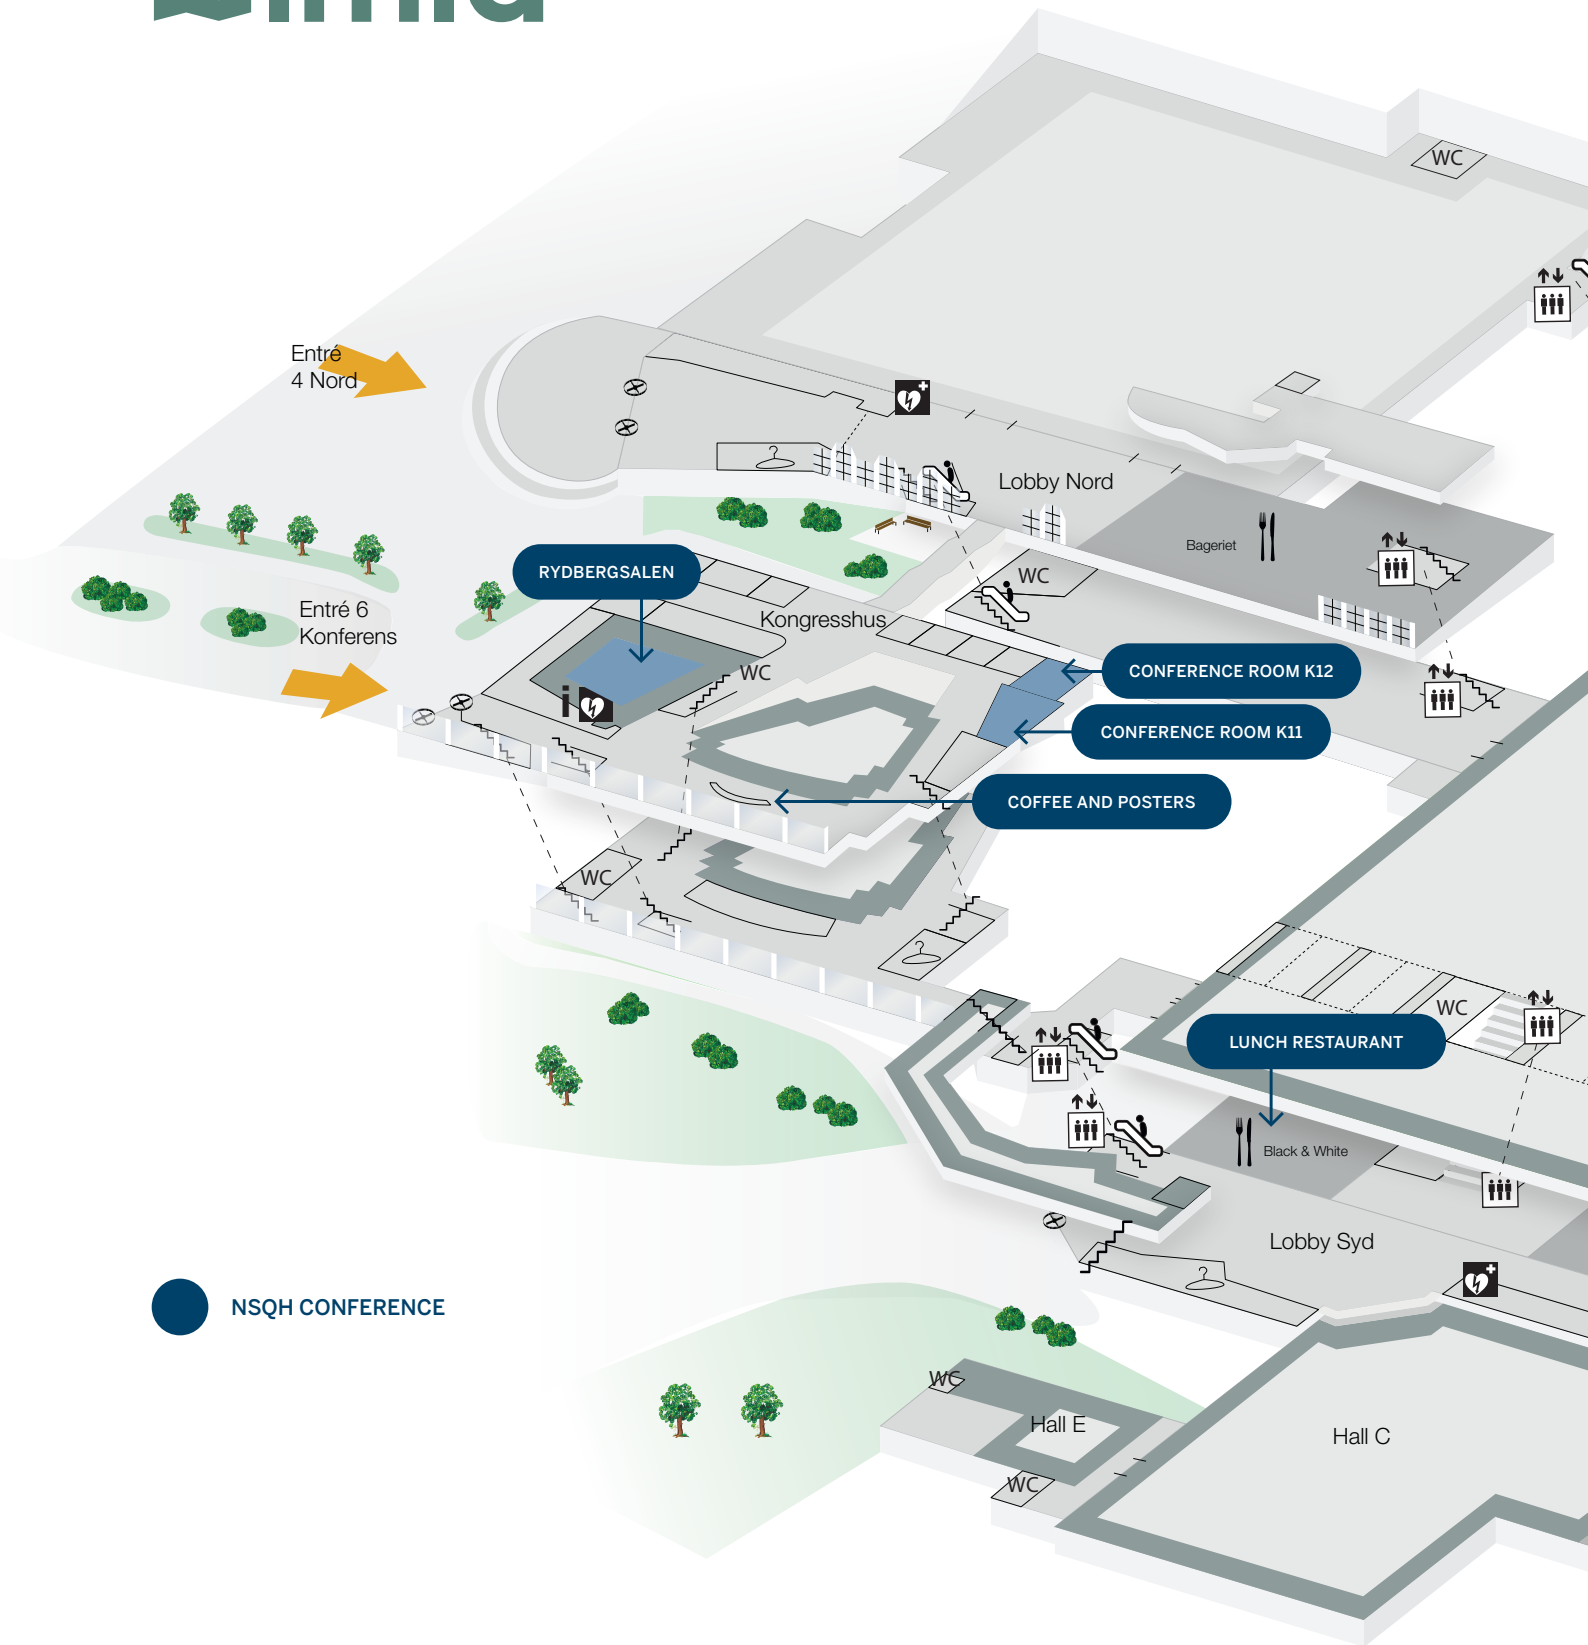 WC
Entré
4 Nord
Lobby Nord
Bageriet
RYDBERGSALEN
WC
Entré 6
Konferens
Kongresshus
WC
CONFERENCE ROOM K12
i
CONFERENCE ROOM K11
COFFEE AND POSTERS
WC
WC
LUNCH RESTAURANT
Black & White
Lobby Syd
NSQH CONFERENCE
WC
Hall E
Hall C
WC